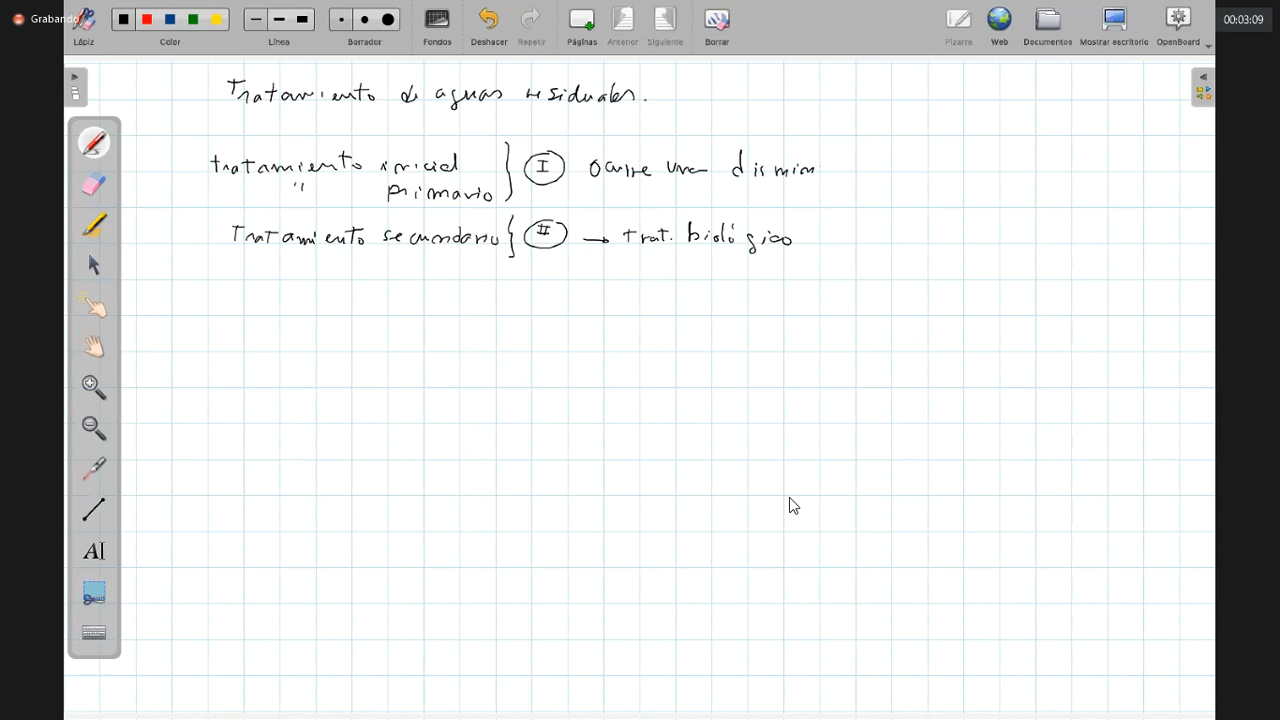 Grabando
00:03:09
Lápiz Color Línea Borrador Fondos Deshacer Repetir Páginas Anterior Siguiente Borrar Pizarra Web Documentos Mostrar escritorio OpenBoard
Tratamiento de aguas residuales.
tratamiento inicial } I Ocurre una dismin
" primario
Tratamiento secundario } II → trat. biológico
AI